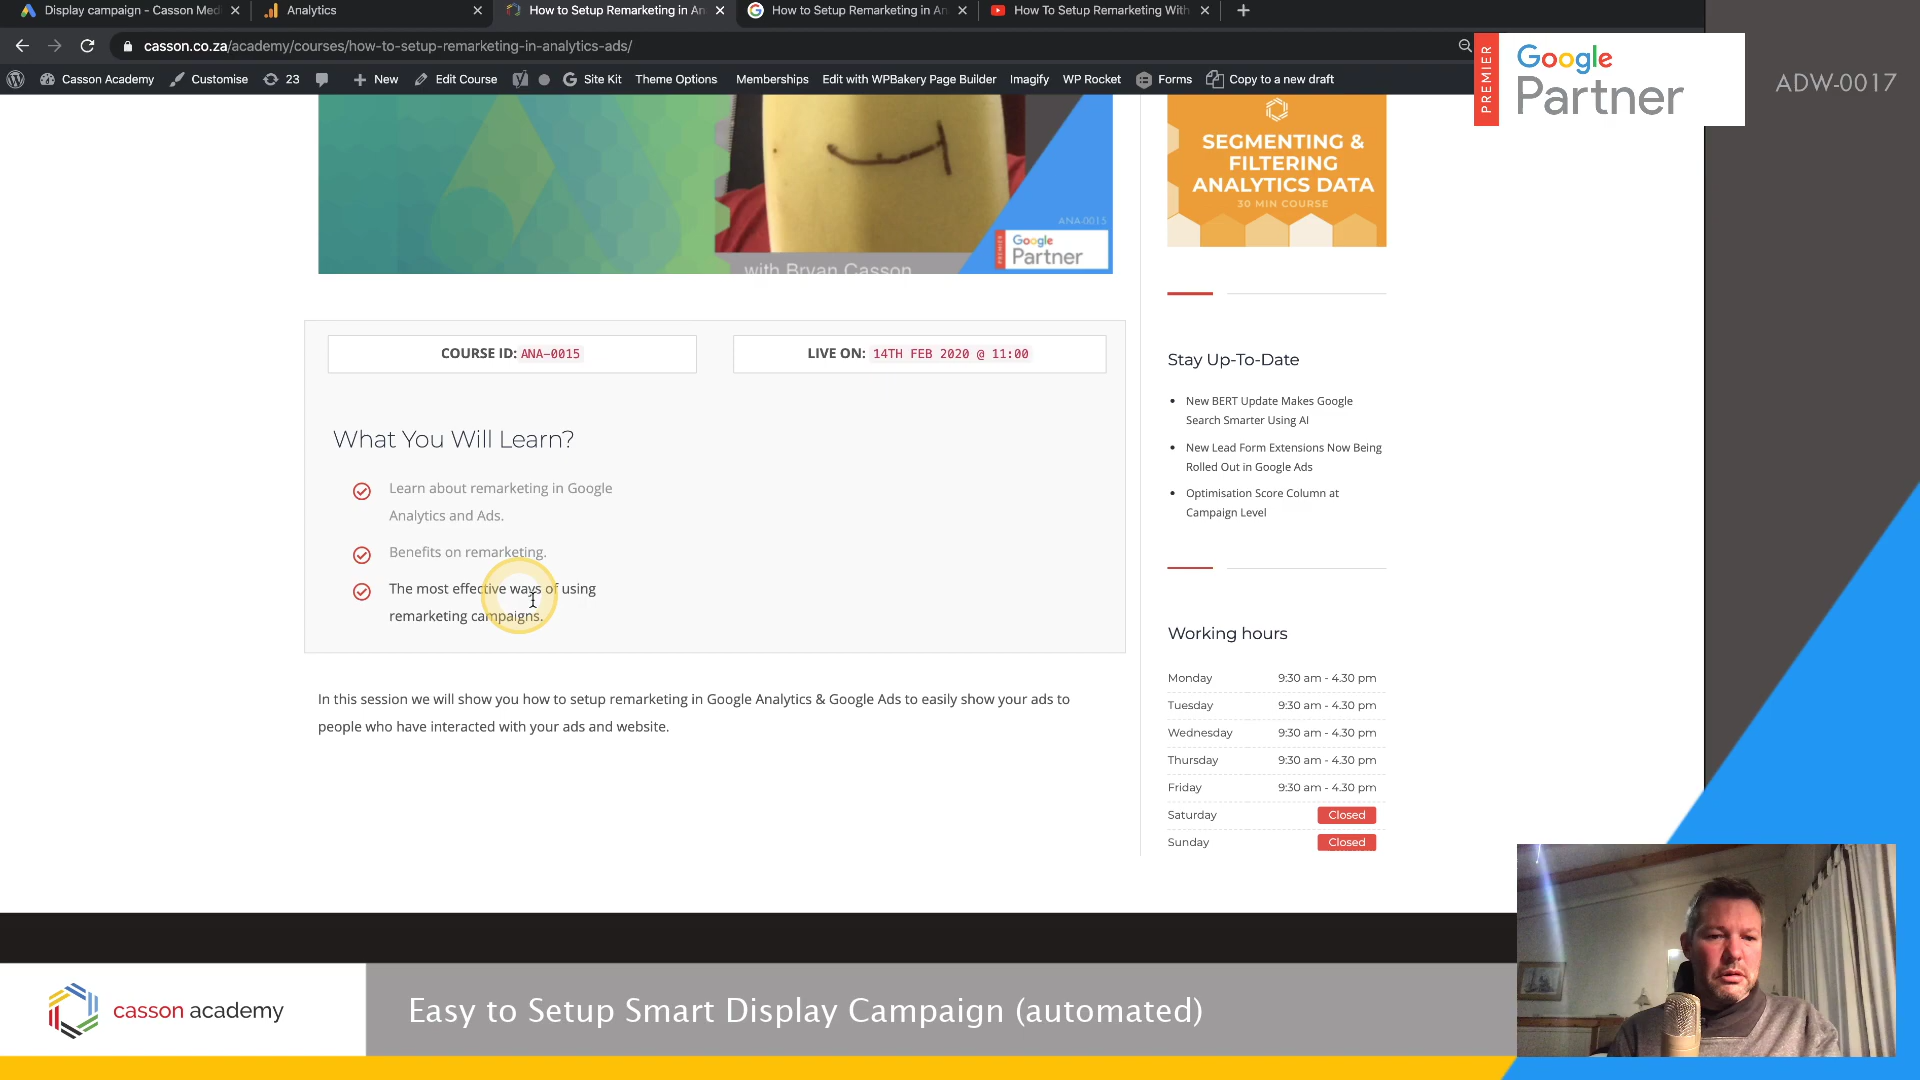 Display campaign - Casson Med
Analytics
How to Setup Remarketing in An
How to Setup Remarketing in An
How To Setup Remarketing With
casson.co.za/academy/courses/how-to-setup-remarketing-in-analytics-ads/
Casson Academy
Customise
23
New
Edit Course
Site Kit
Theme Options
Memberships
Edit with WPBakery Page Builder
Imagify
WP Rocket
Forms
Copy to a new draft
PREMIER
Google
Partner
ADW-0017
ANA-0015
Google
Partner
with Bryan Casson
SEGMENTING &
FILTERING
ANALYTICS DATA
30 MIN COURSE
COURSE ID: ANA-0015
LIVE ON: 14TH FEB 2020 @ 11:00
What You Will Learn?
Learn about remarketing in Google
Analytics and Ads.
Benefits on remarketing.
The most effective ways of using
remarketing campaigns.
In this session we will show you how to setup remarketing in Google Analytics & Google Ads to easily show your ads to
people who have interacted with your ads and website.
Stay Up-To-Date
New BERT Update Makes Google
Search Smarter Using AI
New Lead Form Extensions Now Being
Rolled Out in Google Ads
Optimisation Score Column at
Campaign Level
Working hours
Monday 9:30 am - 4.30 pm
Tuesday 9:30 am - 4.30 pm
Wednesday 9:30 am - 4.30 pm
Thursday 9:30 am - 4.30 pm
Friday 9:30 am - 4.30 pm
Saturday Closed
Sunday Closed
casson academy
Easy to Setup Smart Display Campaign (automated)